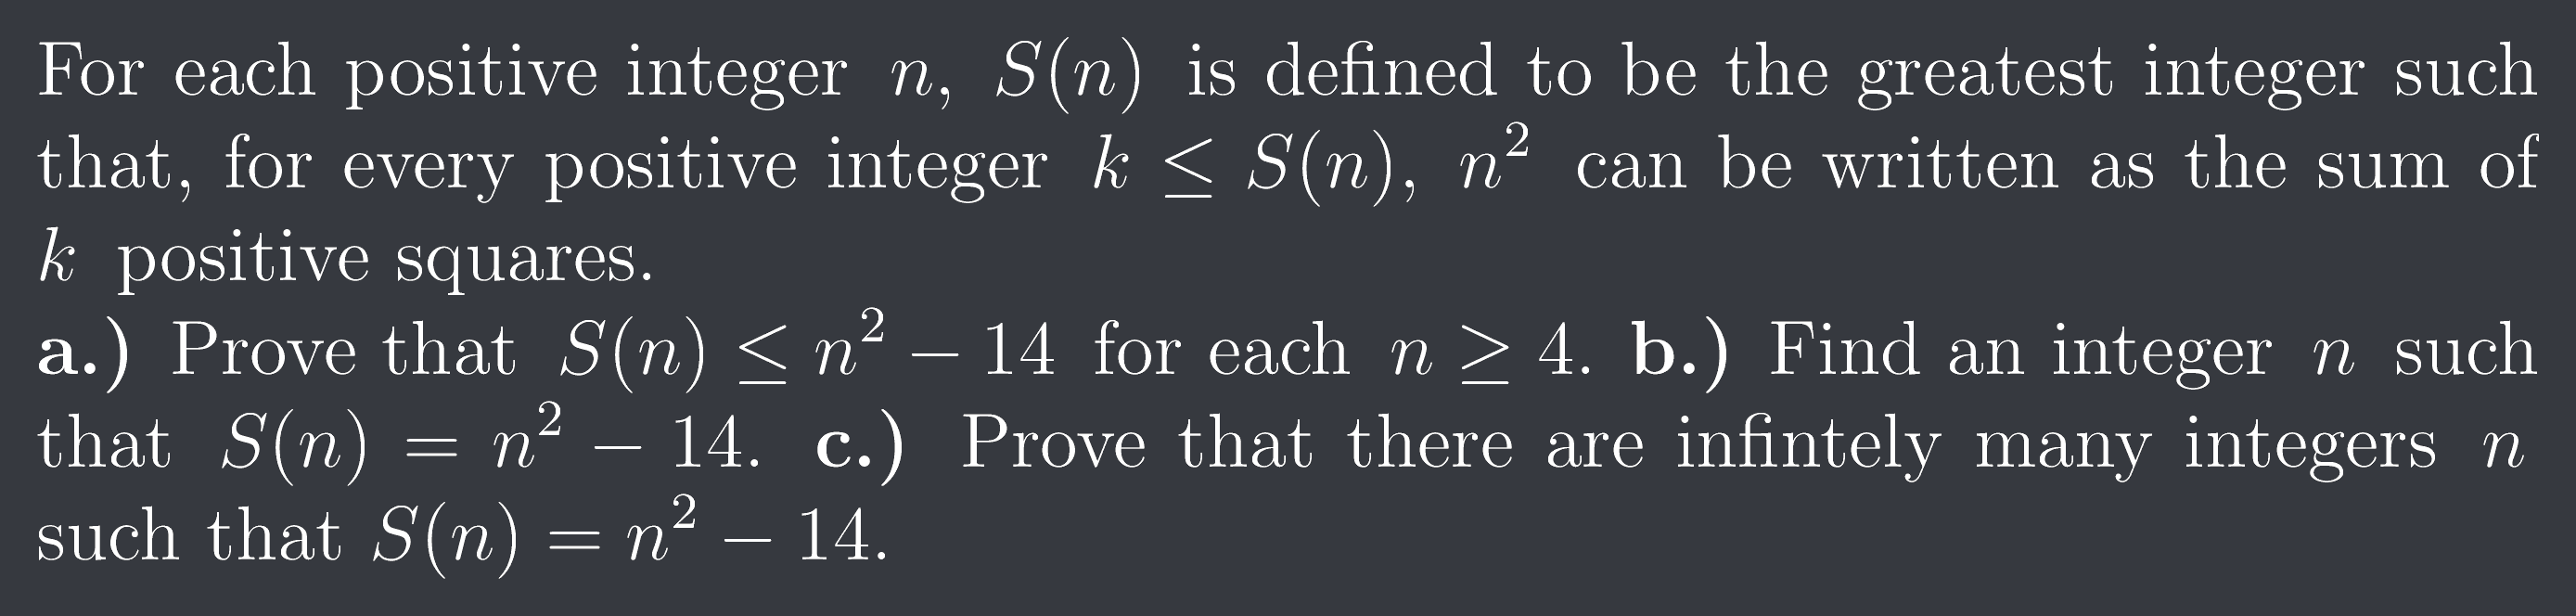 For each positive integer n, S(n) is defined to be the greatest integer such
that, for every positive integer k ≤ S(n), n² can be written as the sum of
k positive squares.
a.) Prove that S(n) ≤ n² − 14 for each n ≥ 4. b.) Find an integer n such
that S(n) = n² − 14. c.) Prove that there are infintely many integers n
such that S(n) = n² − 14.